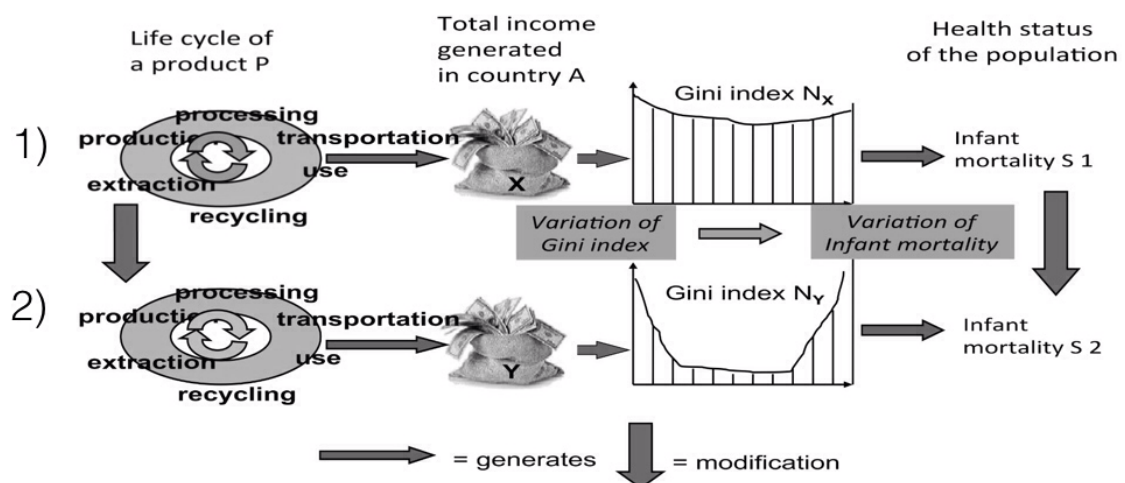 Life cycle of
a product P
Total income
generated
in country A
Health status
of the population
1)
processing
production
transportation
extraction
use
recycling
X
Gini index NX
Infant
mortality S 1
Variation of
Gini index
Variation of
Infant mortality
2)
processing
production
transportation
extraction
use
recycling
Y
Gini index NY
Infant
mortality S 2
= generates
= modification